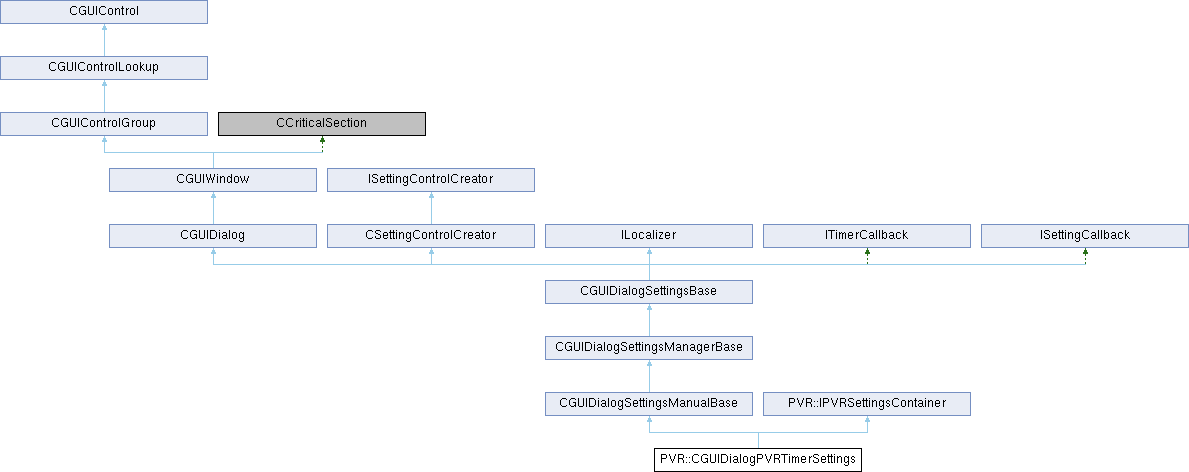 CGUIControl
CGUIControlLookup
CGUIControlGroup
CCriticalSection
CGUIWindow
ISettingControlCreator
CGUIDialog
CSettingControlCreator
ILocalizer
ITimerCallback
ISettingCallback
CGUIDialogSettingsBase
CGUIDialogSettingsManagerBase
CGUIDialogSettingsManualBase
PVR::IPVRSettingsContainer
PVR::CGUIDialogPVRTimerSettings